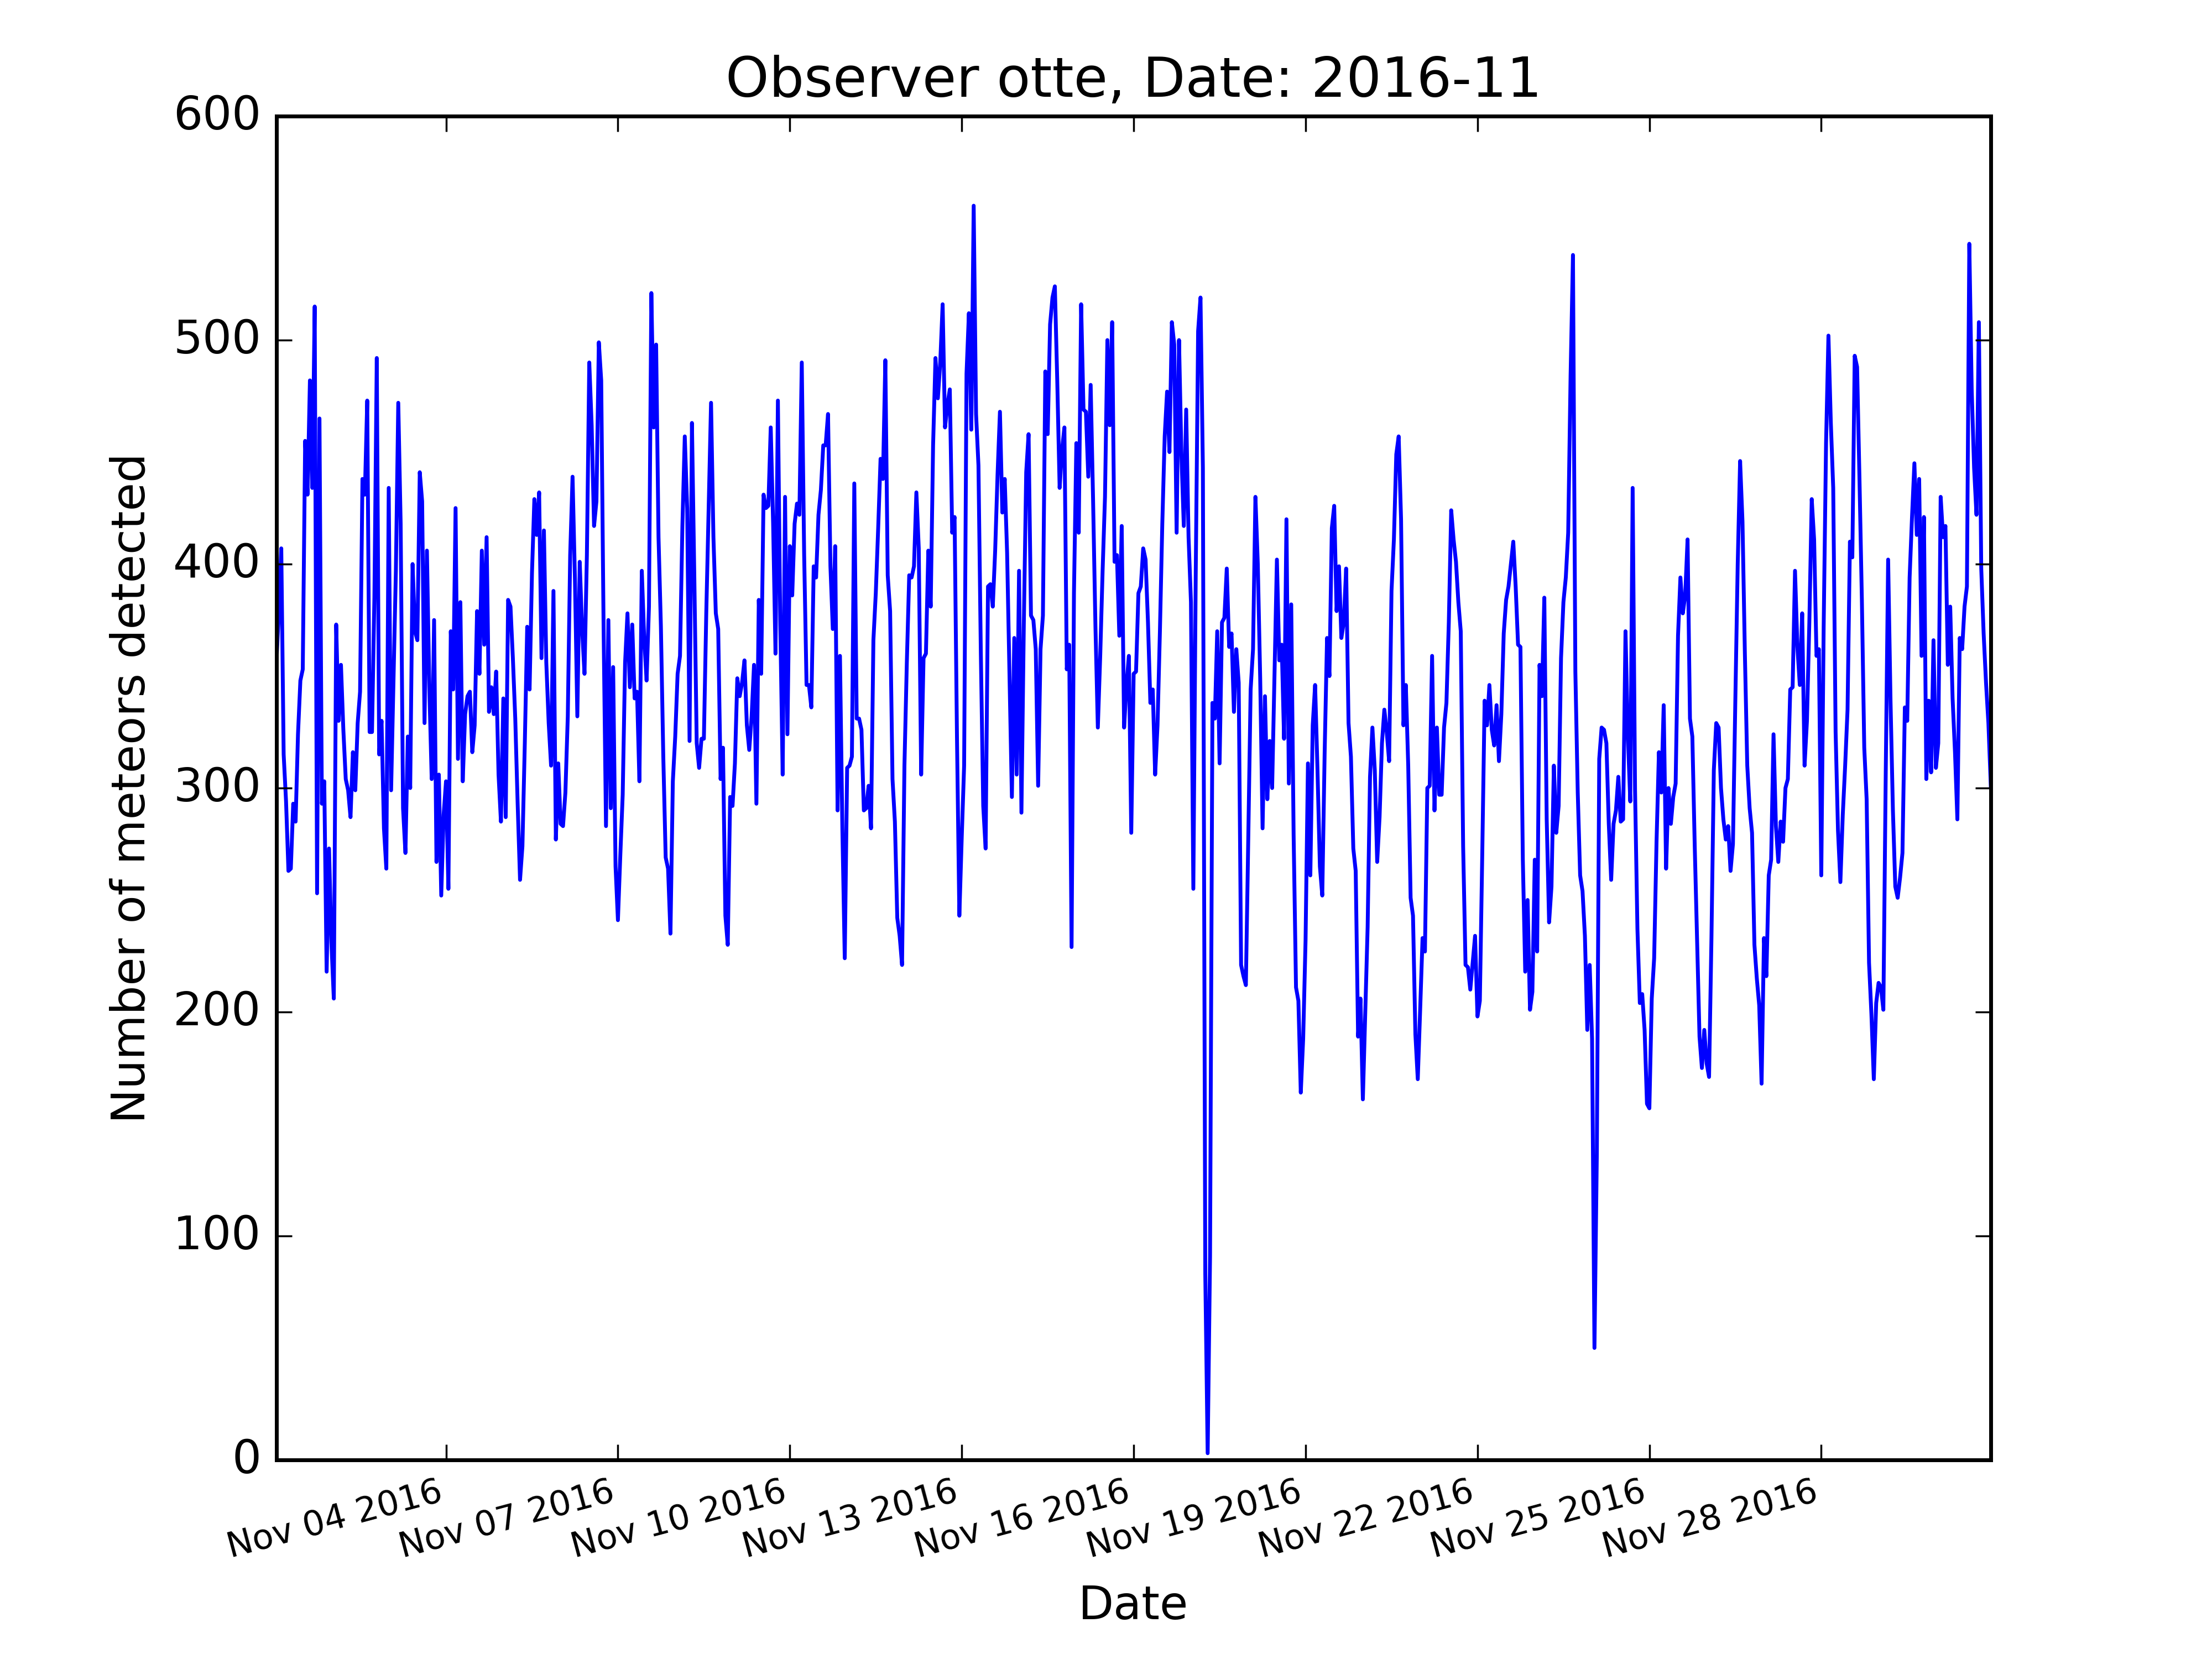 Observer otte, Date: 2016-11
600
500
400
300
200
100
0
Number of meteors detected
Nov 04 2016
Nov 07 2016
Nov 10 2016
Nov 13 2016
Nov 16 2016
Nov 19 2016
Nov 22 2016
Nov 25 2016
Nov 28 2016
Date